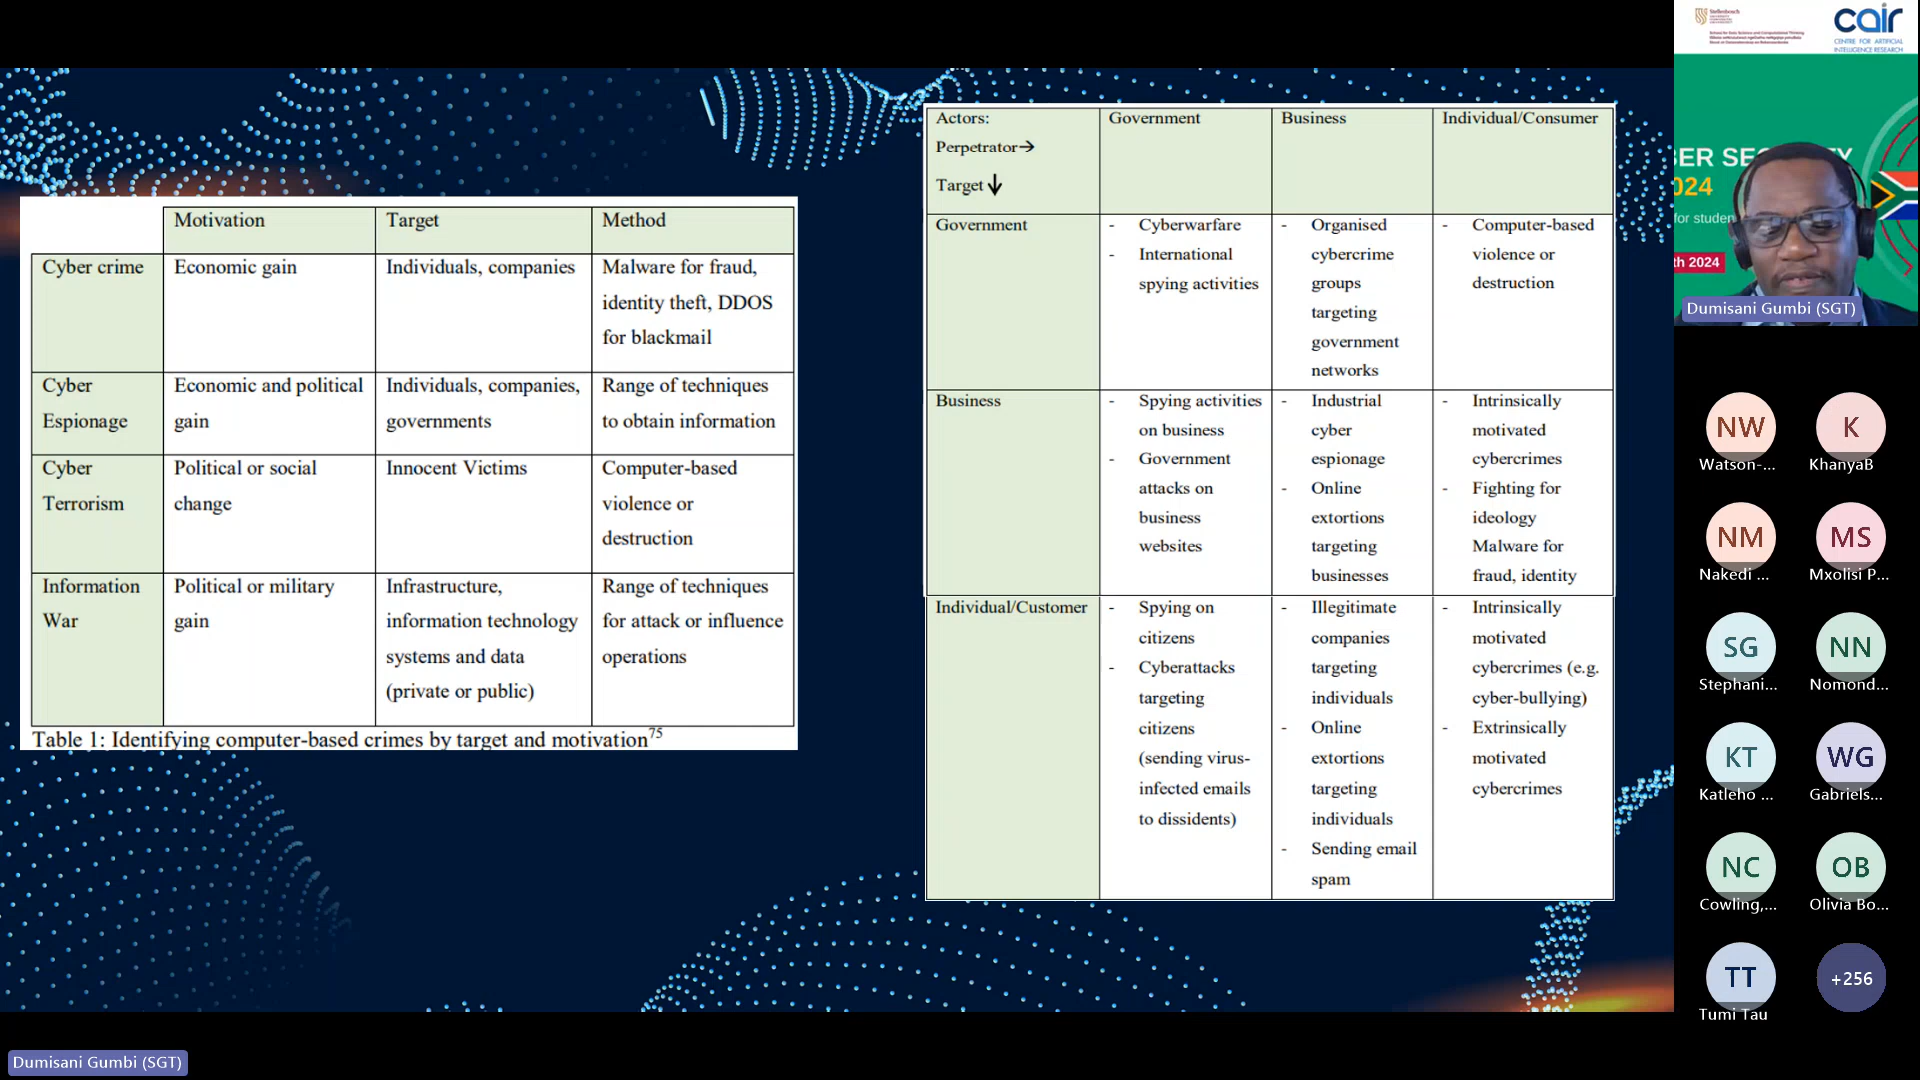 Motivation
Target
Method
Cyber crime
Economic gain
Individuals, companies
Malware for fraud,
identity theft, DDOS
for blackmail
Cyber
Espionage
Economic and political
gain
Individuals, companies,
governments
Range of techniques
to obtain information
Cyber
Terrorism
Political or social
change
Innocent Victims
Computer-based
violence or
destruction
Information
War
Political or military
gain
Infrastructure,
information technology
systems and data
(private or public)
Range of techniques
for attack or influence
operations
Table 1: Identifying computer-based crimes by target and motivation75
Actors:
Perpetrator→
Target ↓
Government
Business
Individual/Consumer
Government
- Cyberwarfare
- International
spying activities
- Organised
cybercrime
groups
targeting
government
networks
- Computer-based
violence or
destruction
Business
- Spying activities
on business
- Government
attacks on
business
websites
- Industrial
cyber
espionage
- Online
extortions
targeting
businesses
- Intrinsically
motivated
cybercrimes
- Fighting for
ideology
Malware for
fraud, identity
Individual/Customer
- Spying on
citizens
- Cyberattacks
targeting
citizens
(sending virus-
infected emails
to dissidents)
- Illegitimate
companies
targeting
individuals
- Online
extortions
targeting
individuals
- Sending email
spam
- Intrinsically
motivated
cybercrimes (e.g.
cyber-bullying)
- Extrinsically
motivated
cybercrimes
Stellenbosch
cair
CENTRE FOR ARTIFICIAL
INTELLIGENCE RESEARCH
BER SEC TY
024
for studen
th 2024
Dumisani Gumbi (SGT)
NW
Watson-...
K
KhanyaB
NM
Nakedi ...
MS
Mxolisi P...
SG
Stephani...
NN
Nomond...
KT
Katleho ...
WG
Gabriels...
NC
Cowling,...
OB
Olivia Bo...
TT
Tumi Tau
+256
Dumisani Gumbi (SGT)